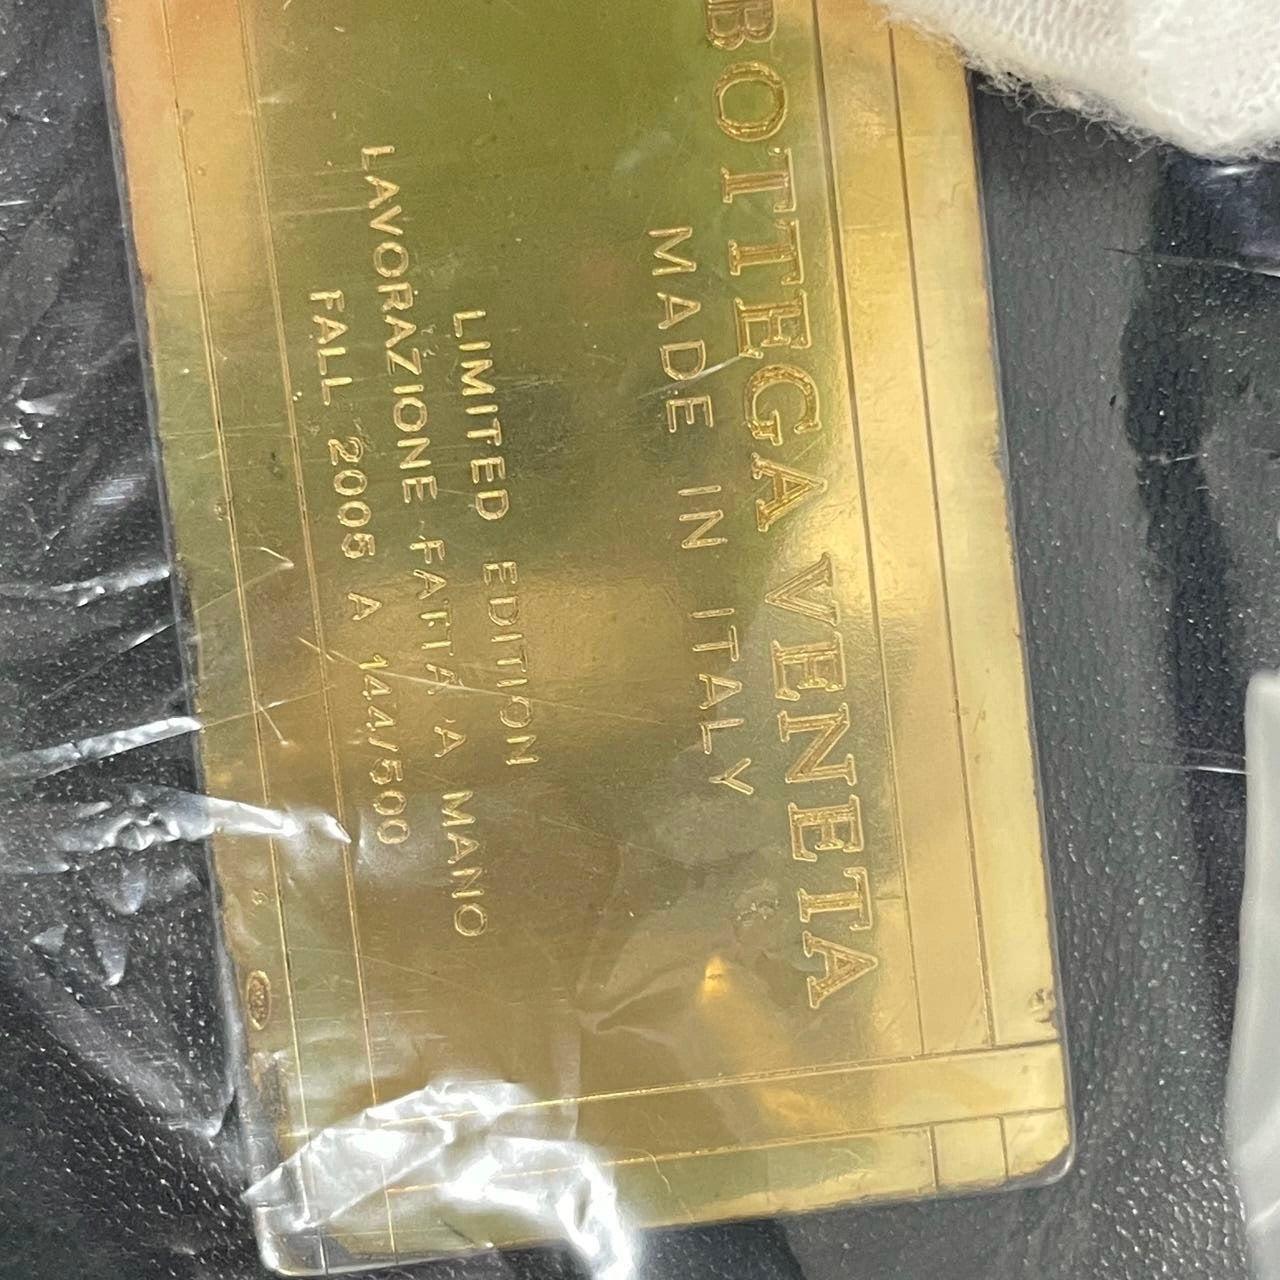 BOTTEGA VENETA
MADE IN ITALY
LIMITED EDITION
LAVORAZIONE FATTA A MANO
FALL 2005 A 144/500